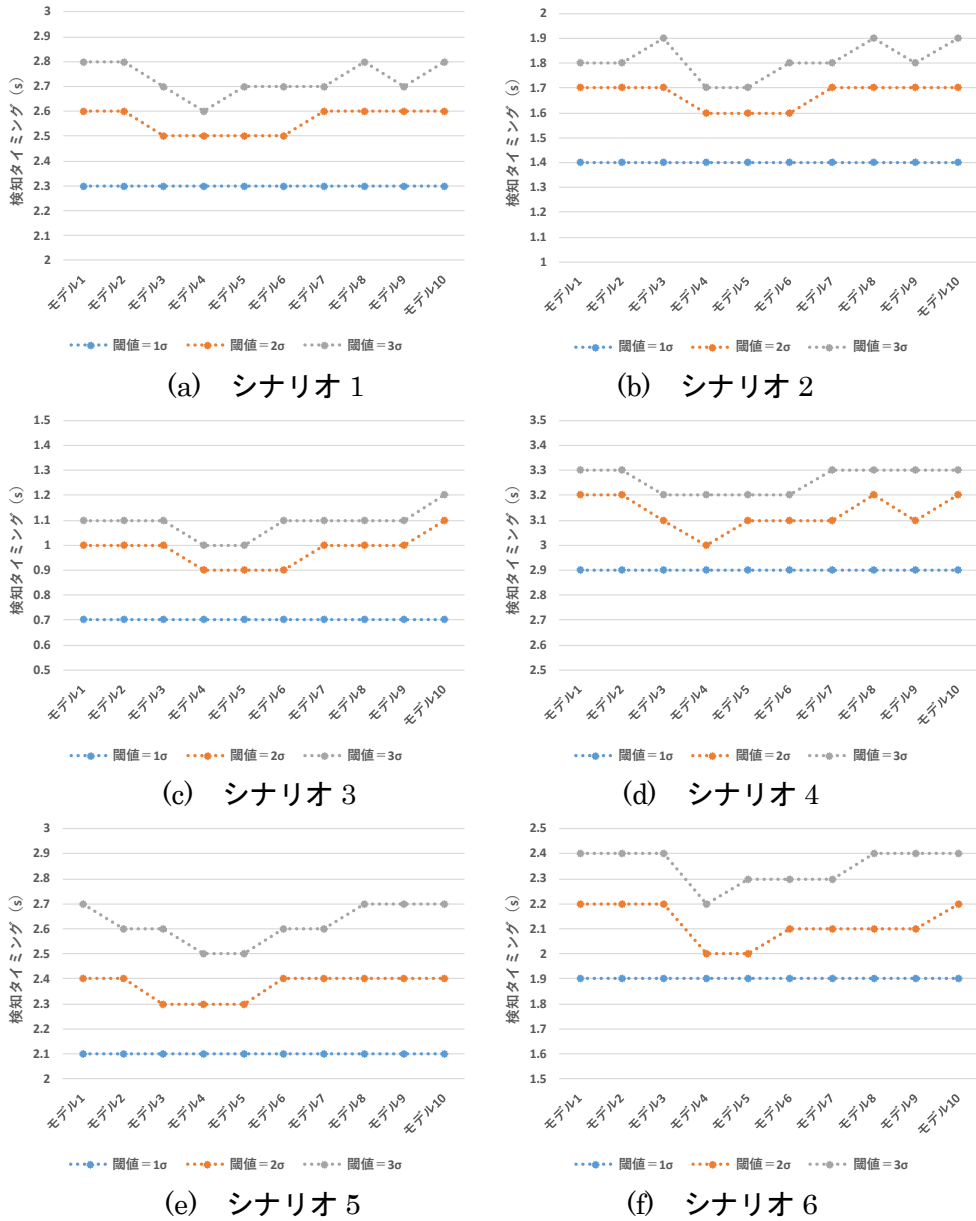 検知タイミング（s）
3
2.9
2.8
2.7
2.6
2.5
2.4
2.3
2.2
2.1
2
モデル1
モデル2
モデル3
モデル4
モデル5
モデル6
モデル7
モデル8
モデル9
モデル10
閾値＝1σ 閾値＝2σ 閾値＝3σ
(a) シナリオ 1
検知タイミング（s）
2
1.9
1.8
1.7
1.6
1.5
1.4
1.3
1.2
1.1
1
モデル1
モデル2
モデル3
モデル4
モデル5
モデル6
モデル7
モデル8
モデル9
モデル10
閾値＝1σ 閾値＝2σ 閾値＝3σ
(b) シナリオ 2
検知タイミング（s）
1.5
1.4
1.3
1.2
1.1
1
0.9
0.8
0.7
0.6
0.5
モデル1
モデル2
モデル3
モデル4
モデル5
モデル6
モデル7
モデル8
モデル9
モデル10
閾値＝1σ 閾値＝2σ 閾値＝3σ
(c) シナリオ 3
検知タイミング（s）
3.5
3.4
3.3
3.2
3.1
3
2.9
2.8
2.7
2.6
2.5
モデル1
モデル2
モデル3
モデル4
モデル5
モデル6
モデル7
モデル8
モデル9
モデル10
閾値＝1σ 閾値＝2σ 閾値＝3σ
(d) シナリオ 4
検知タイミング（s）
3
2.9
2.8
2.7
2.6
2.5
2.4
2.3
2.2
2.1
2
モデル1
モデル2
モデル3
モデル4
モデル5
モデル6
モデル7
モデル8
モデル9
モデル10
閾値＝1σ 閾値＝2σ 閾値＝3σ
(e) シナリオ 5
検知タイミング（s）
2.5
2.4
2.3
2.2
2.1
2
1.9
1.8
1.7
1.6
1.5
モデル1
モデル2
モデル3
モデル4
モデル5
モデル6
モデル7
モデル8
モデル9
モデル10
閾値＝1σ 閾値＝2σ 閾値＝3σ
(f) シナリオ 6